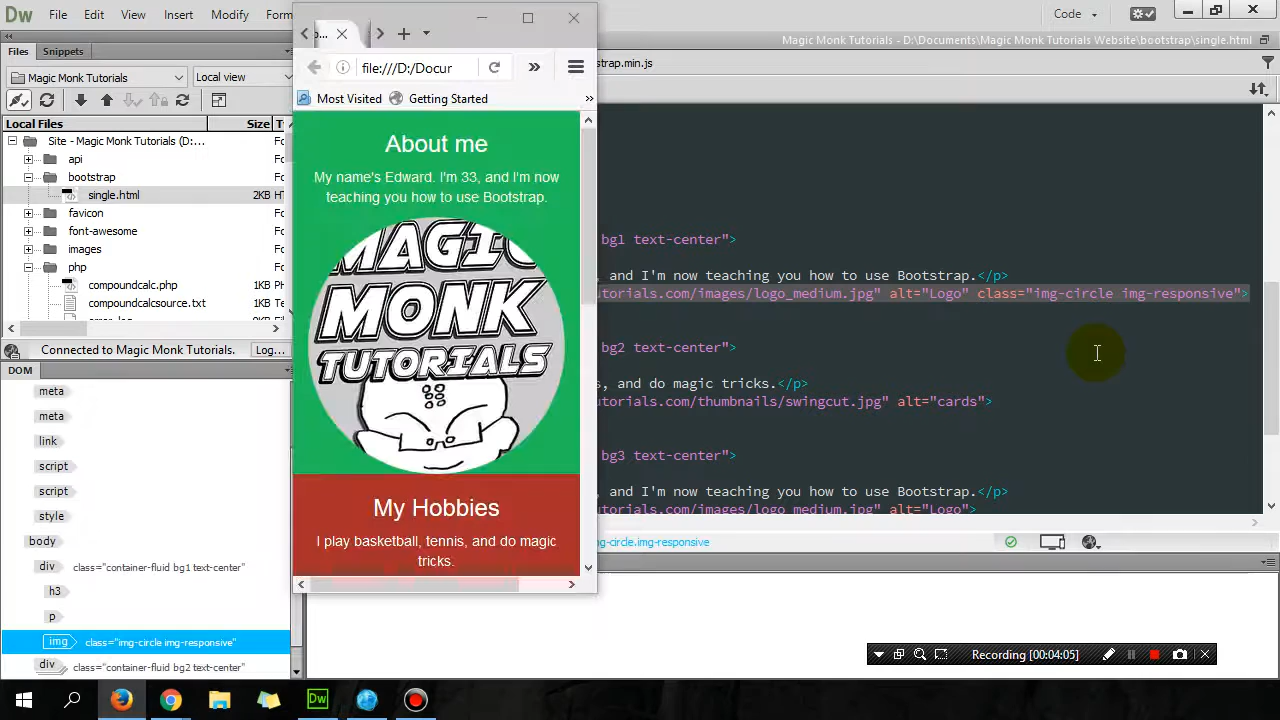 Dw File Edit View Insert Modify Code
Magic Monk Tutorials - D:\Documents\Magic Monk Tutorials Website\bootstrap\single.html
Files Snippets
strap.min.js
Magic Monk Tutorials Local view
file:///D:/Docur
Most Visited Getting Started »
Local Files Size
Site - Magic Monk Tutorials (D:...
api
bootstrap
single.html 2KB
favicon
font-awesome
images
php
compoundcalc.php 1KB
compoundcalcsource.txt 1KB
Connected to Magic Monk Tutorials. Log...
DOM
meta
meta
link
script
script
style
body
div class="container-fluid bg1 text-center"
h3
p
img class="img-circle img-responsive"
div class="container-fluid bg2 text-center"
About me
My name's Edward. I'm 33, and I'm now
teaching you how to use Bootstrap.
MAGIC
MONK
TUTORIALS
My Hobbies
I play basketball, tennis, and do magic
tricks.
bg1 text-center">
, and I'm now teaching you how to use Bootstrap.</p>
utorials.com/images/logo_medium.jpg" alt="Logo" class="img-circle img-responsive">
bg2 text-center">
s, and do magic tricks.</p>
utorials.com/thumbnails/swingcut.jpg" alt="cards">
bg3 text-center">
, and I'm now teaching you how to use Bootstrap.</p>
utorials.com/images/logo_medium.jpg" alt="Logo">
ng-circle.img-responsive
Recording [00:04:05]
Dw